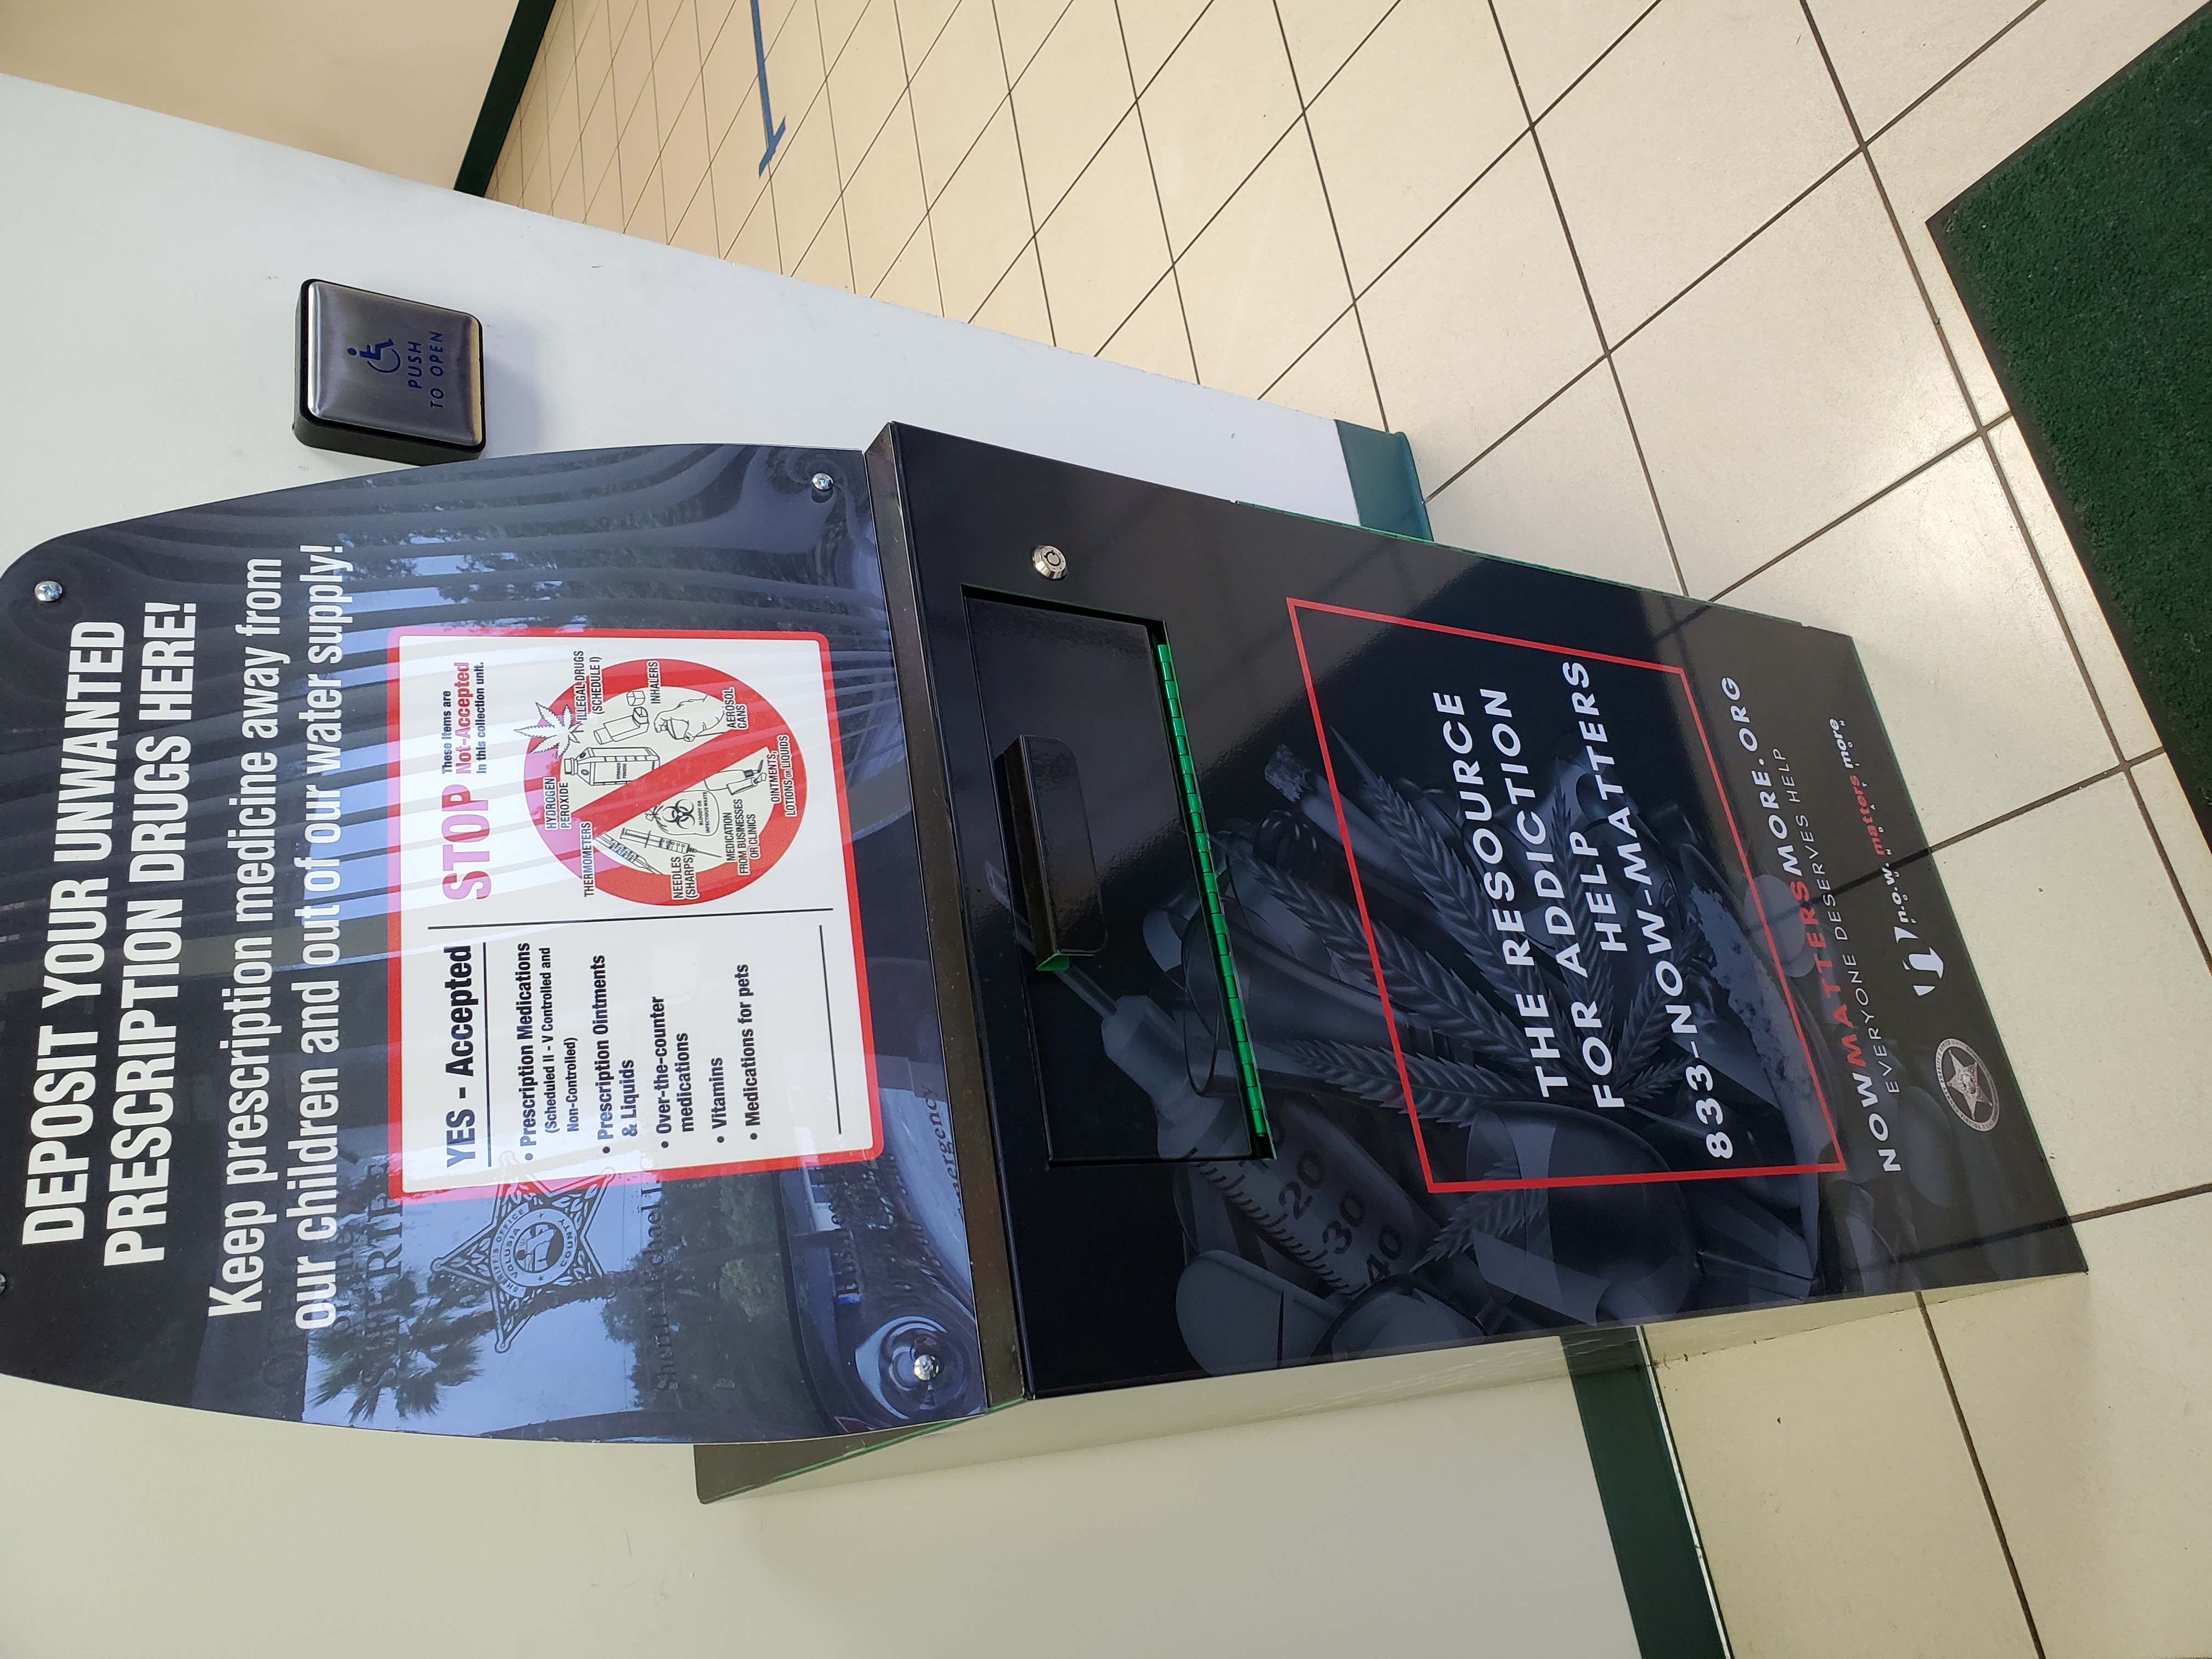 DEPOSIT YOUR UNWANTED
PRESCRIPTION DRUGS HERE!
Keep prescription medicine away from
our children and out of our water supply!
YES - Accepted
• Prescription Medications
(Scheduled II - V Controlled and
Non-Controlled)
• Prescription Ointments
& Liquids
• Over-the-counter
medications
• Vitamins
• Medications for pets
STOP
These items are
Not-Accepted
in this collection unit.
HYDROGEN
PEROXIDE
ILLEGAL DRUGS
(SCHEDULE I)
THERMOMETERS
INHALERS
NEEDLES
(SHARPS)
AEROSOL
CANS
MEDICATION
FROM BUSINESSES
OR CLINICS
OINTMENTS,
LOTIONS or LIQUIDS
SHERIFF'S OFFICE
VOLUSIA
COUNTY
PUSH
TO OPEN
20
30
40
THE RESOURCE
FOR ADDICTION
HELP
833-NOW-MATTERS
NOWMATTERSMORE.ORG
EVERYONE DESERVES HELP
n.o.w. matters more